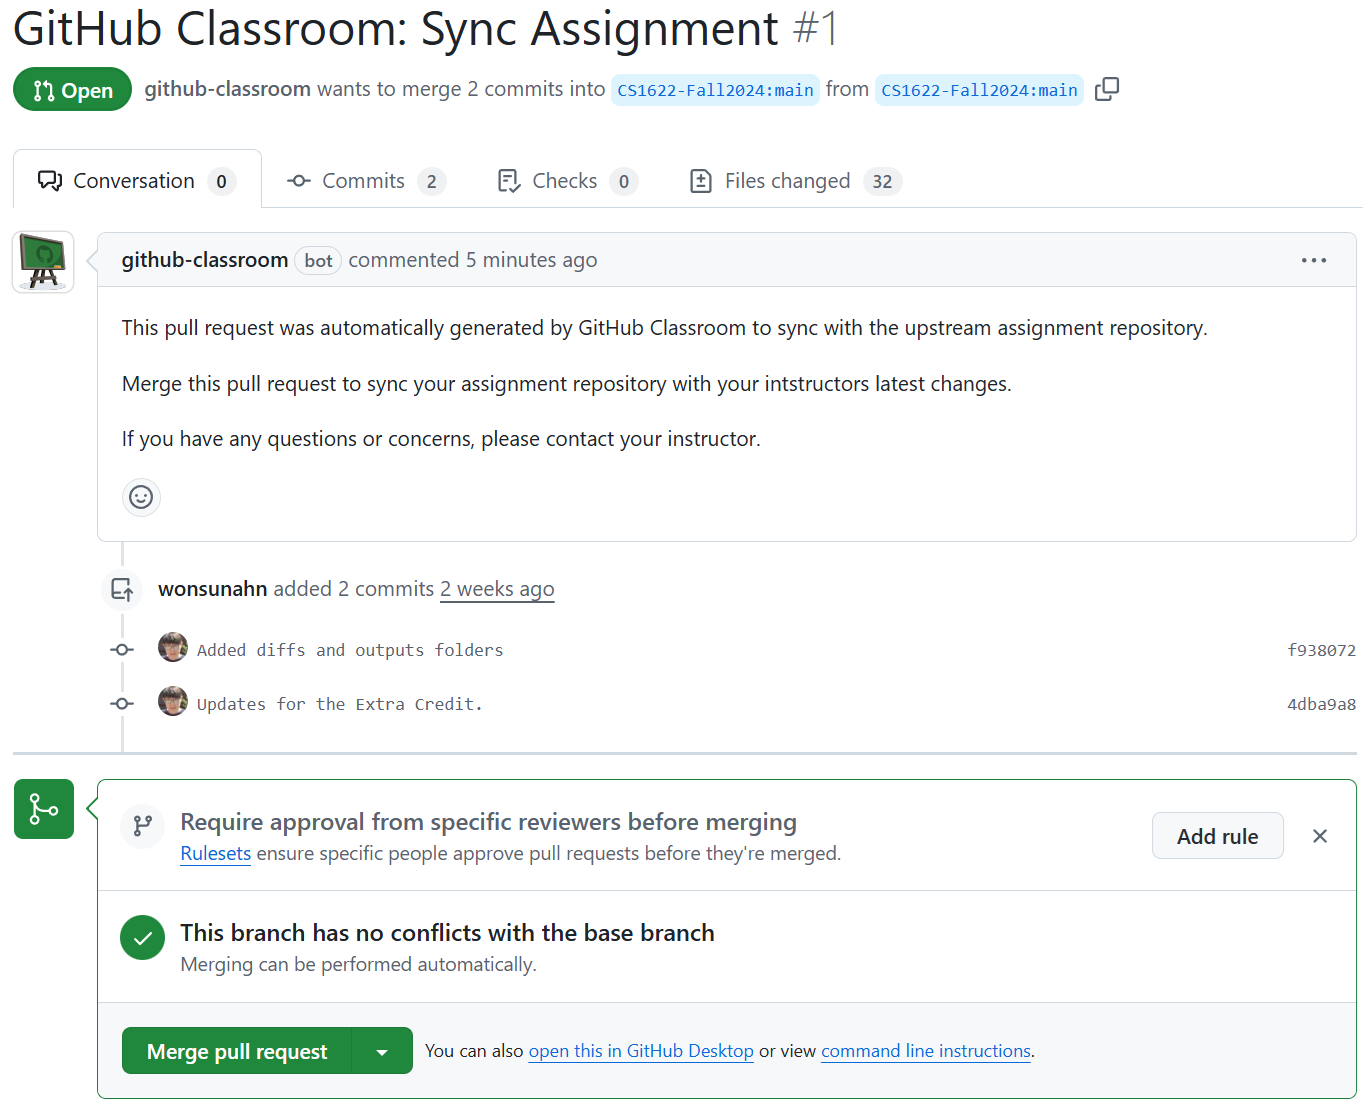 GitHub Classroom: Sync Assignment #1
Open github-classroom wants to merge 2 commits into CS1622-Fall2024:main from CS1622-Fall2024:main
Conversation 0 Commits 2 Checks 0 Files changed 32
github-classroom bot commented 5 minutes ago
This pull request was automatically generated by GitHub Classroom to sync with the upstream assignment repository.
Merge this pull request to sync your assignment repository with your intstructors latest changes.
If you have any questions or concerns, please contact your instructor.
wonsunahn added 2 commits 2 weeks ago
Added diffs and outputs folders f938072
Updates for the Extra Credit. 4dba9a8
Require approval from specific reviewers before merging
Rulesets ensure specific people approve pull requests before they're merged.
Add rule
This branch has no conflicts with the base branch
Merging can be performed automatically.
Merge pull request You can also open this in GitHub Desktop or view command line instructions.